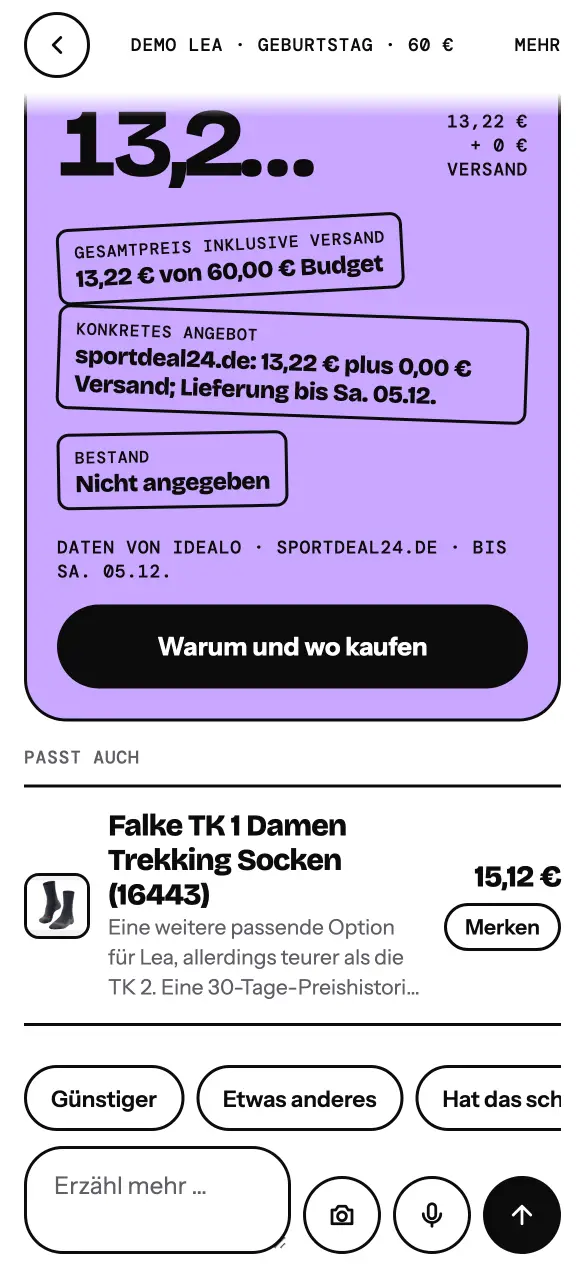 DEMO LEA · GEBURTSTAG · 60 €
MEHR
13,2...
13,22 €
+ 0 €
VERSAND
GESAMTPREIS INKLUSIVE VERSAND
13,22 € von 60,00 € Budget
KONKRETES ANGEBOT
sportdeal24.de: 13,22 € plus 0,00 €
Versand; Lieferung bis Sa. 05.12.
BESTAND
Nicht angegeben
DATEN VON IDEALO · SPORTDEAL24.DE · BIS
SA. 05.12.
Warum und wo kaufen
PASST AUCH
Falke TK 1 Damen
Trekking Socken
(16443)
Eine weitere passende Option
für Lea, allerdings teurer als die
TK 2. Eine 30-Tage-Preishistori...
15,12 €
Merken
Günstiger
Etwas anderes
Hat das sch
Erzähl mehr ...